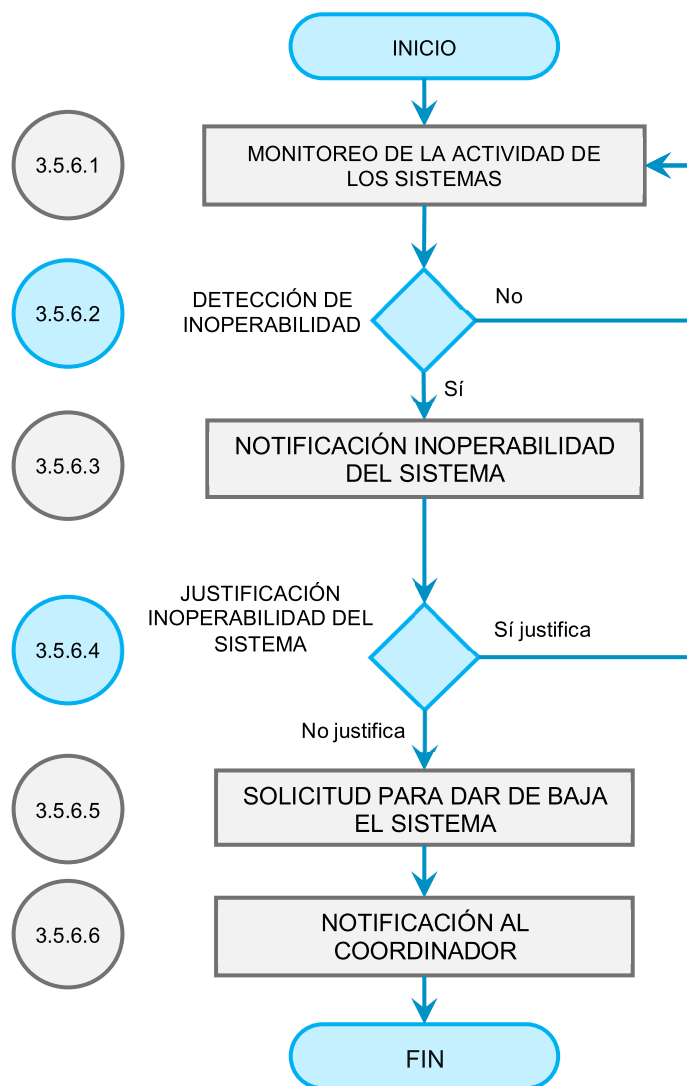 INICIO
3.5.6.1
MONITOREO DE LA ACTIVIDAD DE
LOS SISTEMAS
3.5.6.2
DETECCIÓN DE
INOPERABILIDAD
No
Sí
3.5.6.3
NOTIFICACIÓN INOPERABILIDAD
DEL SISTEMA
3.5.6.4
JUSTIFICACIÓN
INOPERABILIDAD DEL
SISTEMA
Sí justifica
No justifica
3.5.6.5
SOLICITUD PARA DAR DE BAJA
EL SISTEMA
3.5.6.6
NOTIFICACIÓN AL
COORDINADOR
FIN